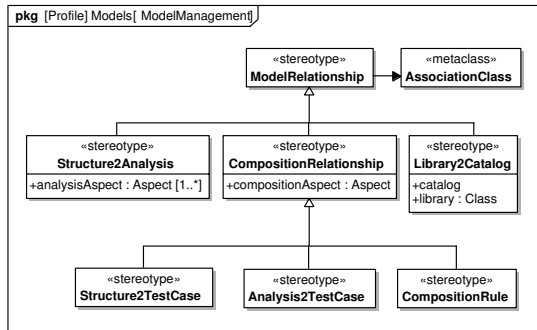 pkg [Profile] Models[ ModelManagement]
«stereotype»
ModelRelationship
«metaclass»
AssociationClass
«stereotype»
Structure2Analysis
+analysisAspect : Aspect [1..*]
«stereotype»
CompositionRelationship
+compositionAspect : Aspect
«stereotype»
Library2Catalog
+catalog
+library : Class
«stereotype»
Structure2TestCase
«stereotype»
Analysis2TestCase
«stereotype»
CompositionRule